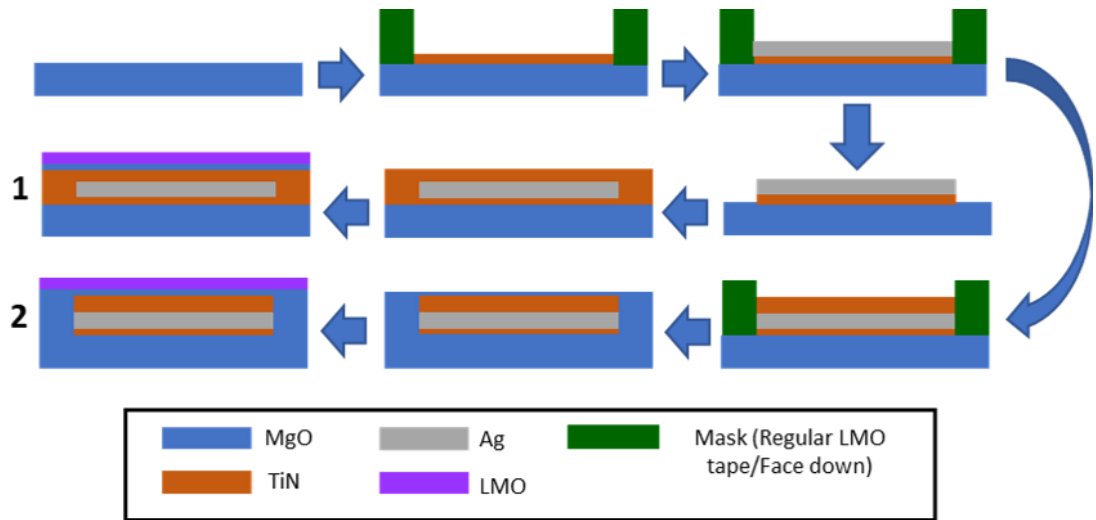 1
2
MgO
Ag
Mask (Regular LMO
tape/Face down)
TiN
LMO